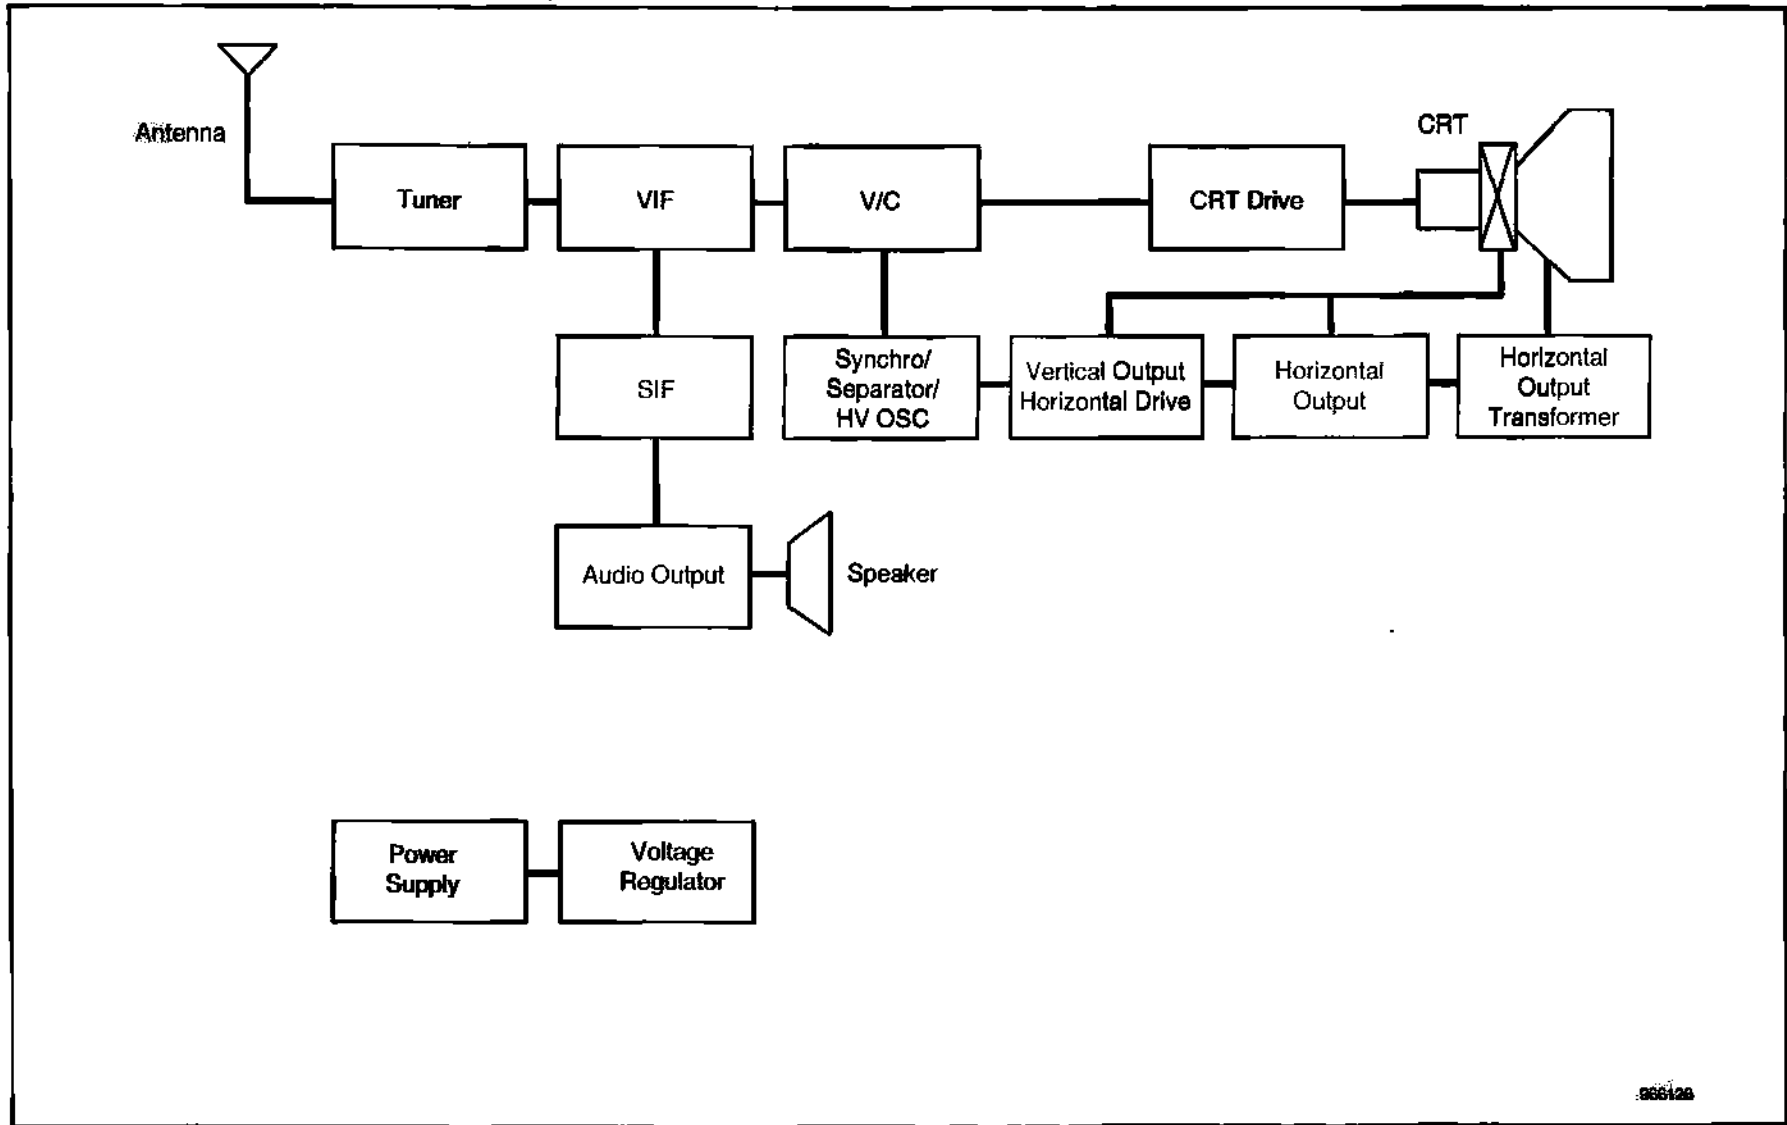 Antenna
CRT
Tuner
VIF
V/C
CRT Drive
SIF
Synchro/
Separator/
HV OSC
Vertical Output
Horizontal Drive
Horizontal
Output
Horizontal
Output
Transformer
Audio Output
Speaker
Power
Supply
Voltage
Regulator